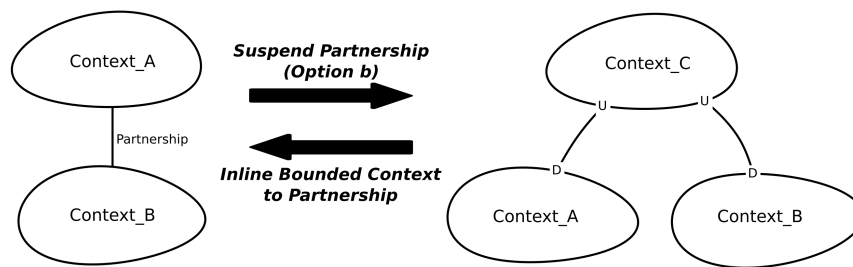 Context_A
Partnership
Context_B
Suspend Partnership
(Option b)
Inline Bounded Context
to Partnership
Context_C
U
U
D
D
Context_A
Context_B